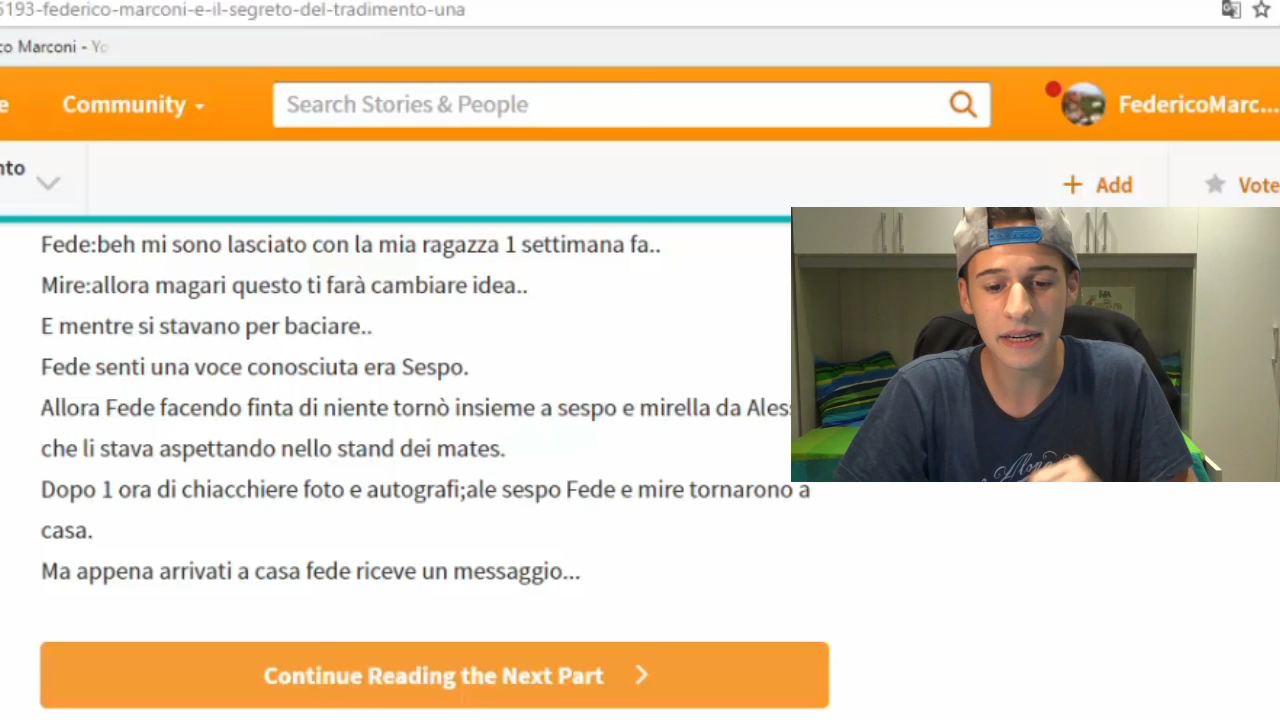 5193-federico-marconi-e-il-segreto-del-tradimento-una
co Marconi - Yo
e
Community
Search Stories & People
FedericoMarc...
nto
+ Add
Vote
Fede:beh mi sono lasciato con la mia ragazza 1 settimana fa..
Mire:allora magari questo ti farà cambiare idea..
E mentre si stavano per baciare..
Fede senti una voce conosciuta era Sespo.
Allora Fede facendo finta di niente tornò insieme a sespo e mirella da Ales
che li stava aspettando nello stand dei mates.
Dopo 1 ora di chiacchiere foto e autografi;ale sespo Fede e mire tornarono a
casa.
Ma appena arrivati a casa fede riceve un messaggio...
Continue Reading the Next Part